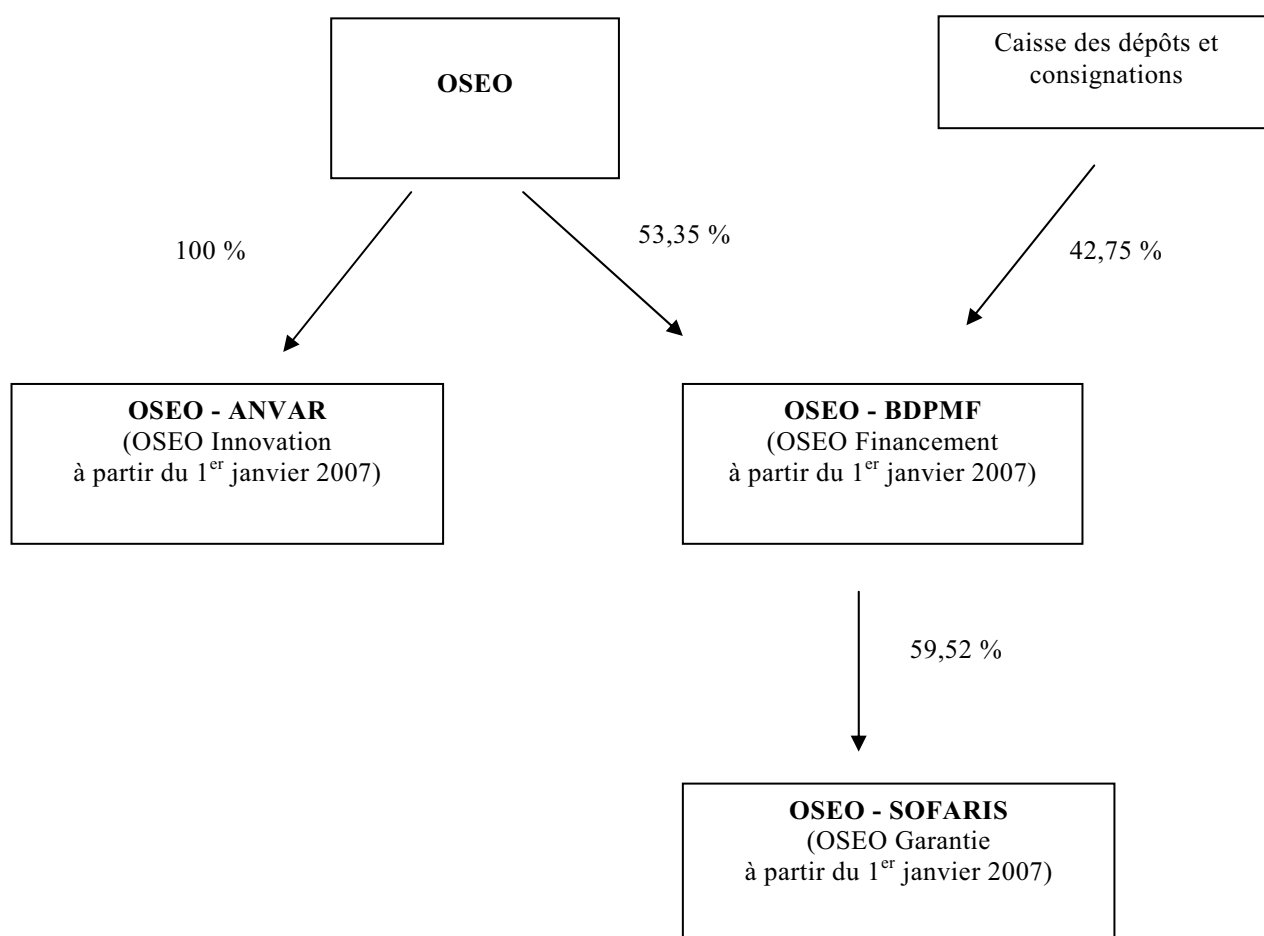 OSEO
Caisse des dépôts et
consignations
100 %
53,35 %
42,75 %
OSEO - ANVAR
(OSEO Innovation
à partir du 1er janvier 2007)
OSEO - BDPMF
(OSEO Financement
à partir du 1er janvier 2007)
59,52 %
OSEO - SOFARIS
(OSEO Garantie
à partir du 1er janvier 2007)